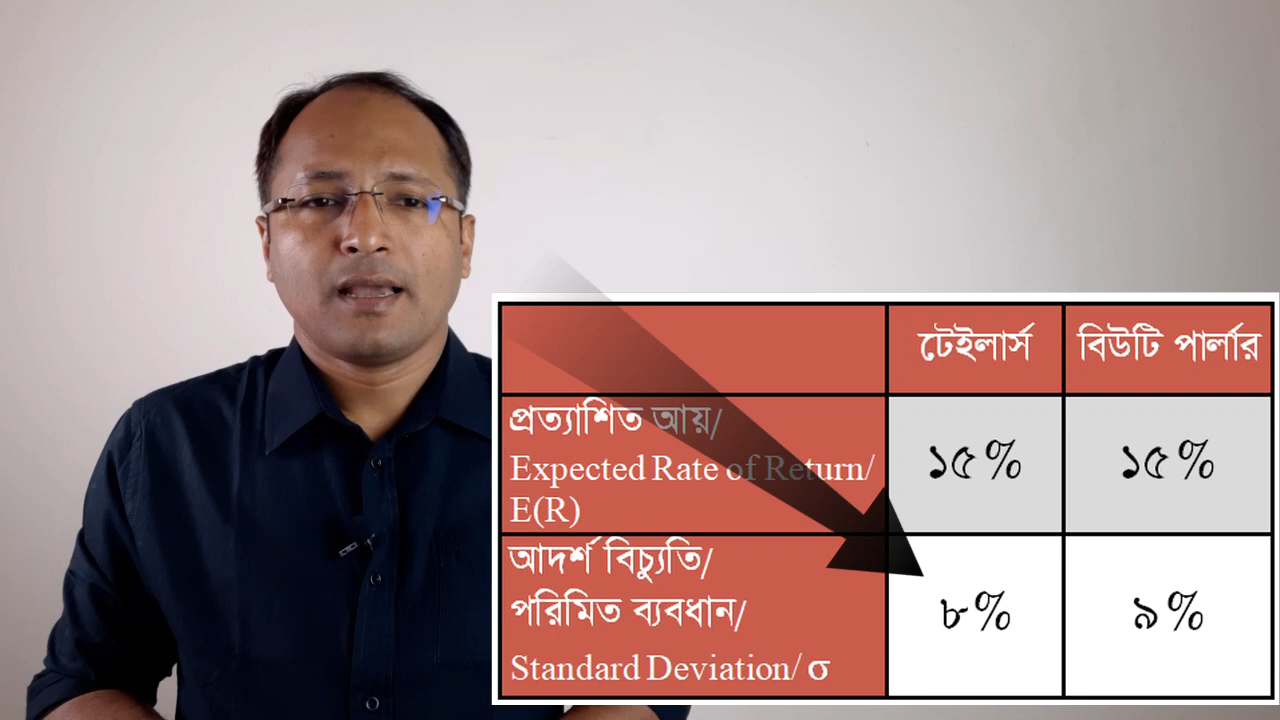 টেইলার্স বিউটি পার্লার
প্রত্যাশিত আয়/
Expected Rate of Return/
E(R)
১৫% ১৫%
আদর্শ বিচ্যুতি/
পরিমিত ব্যবধান/
Standard Deviation/ σ
৮% ৯%